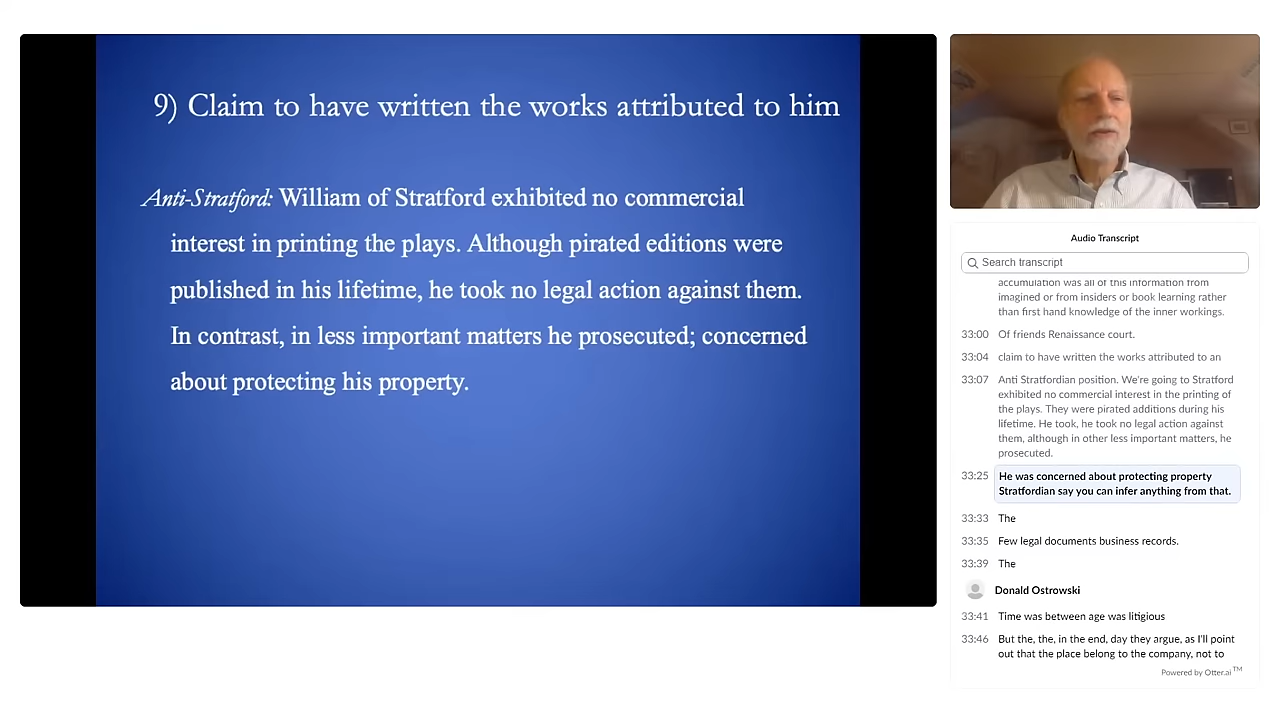 9) Claim to have written the works attributed to him
Anti-Stratford: William of Stratford exhibited no commercial
interest in printing the plays. Although pirated editions were
published in his lifetime, he took no legal action against them.
In contrast, in less important matters he prosecuted; concerned
about protecting his property.
Audio Transcript
Search transcript
accumulation was all of this information from
imagined or from insiders or book learning rather
than first hand knowledge of the inner workings.
33:00 Of friends Renaissance court.
33:04 claim to have written the works attributed to an
33:07 Anti Stratfordian position. We're going to Stratford
exhibited no commercial interest in the printing of
the plays. They were pirated additions during his
lifetime. He took, he took no legal action against
them, although in other less important matters, he
prosecuted.
33:25 He was concerned about protecting property
Stratfordian say you can infer anything from that.
33:33 The
33:35 Few legal documents business records.
33:39 The
Donald Ostrowski
33:41 Time was between age was litigious
33:46 But the, the, in the end, day they argue, as I'll point
out that the place belong to the company, not to
Powered by Otter.ai TM